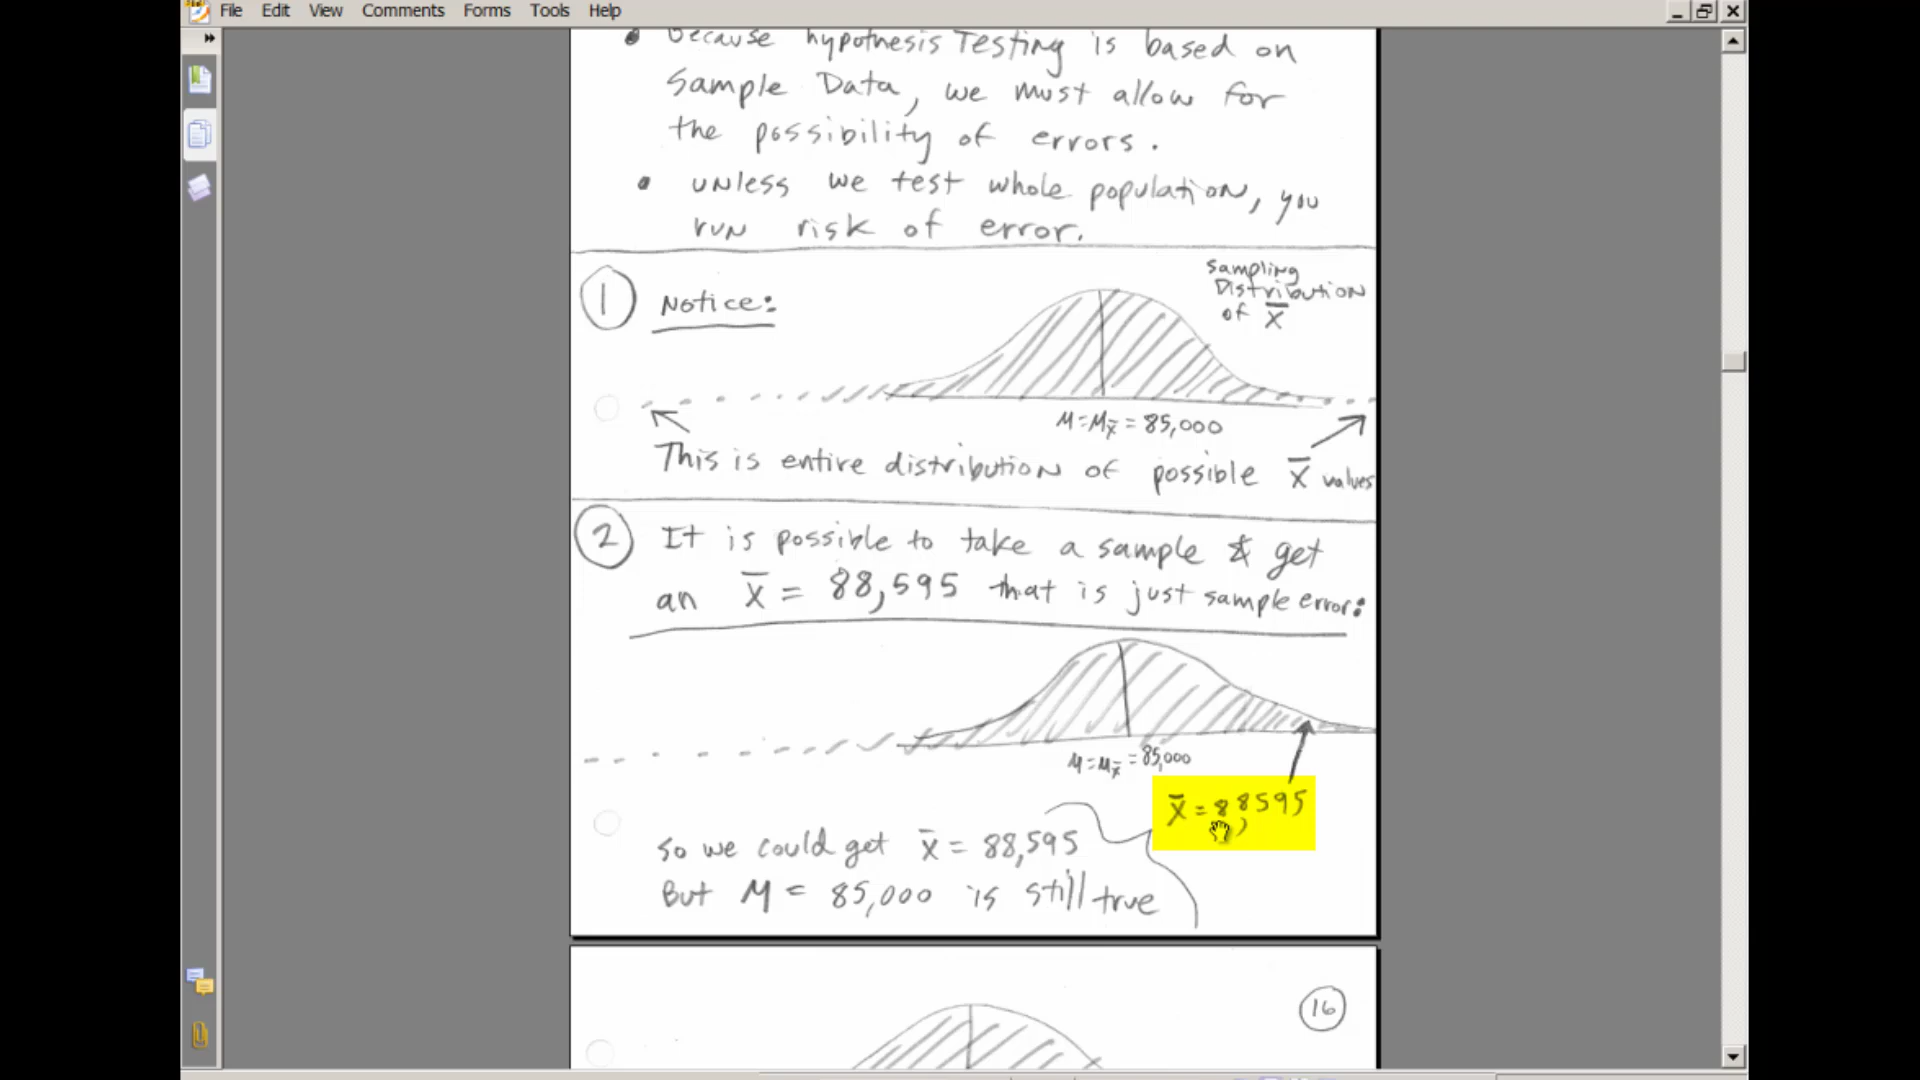 File Edit View Comments Forms Tools Help
• Because hypothesis Testing is based on
Sample Data, we must allow for
the possibility of errors.
• unless we test whole population, you
run risk of error.
① Notice:
Sampling
Distribution
of x̄
μ=μx̄ = 85,000
This is entire distribution of possible x̄ values
② It is possible to take a sample & get
an x̄ = 88,595 that is just sample error:
μ=μx̄ = 85,000
x̄ = 88,595
So we could get x̄ = 88,595
But μ = 85,000 is still true
16